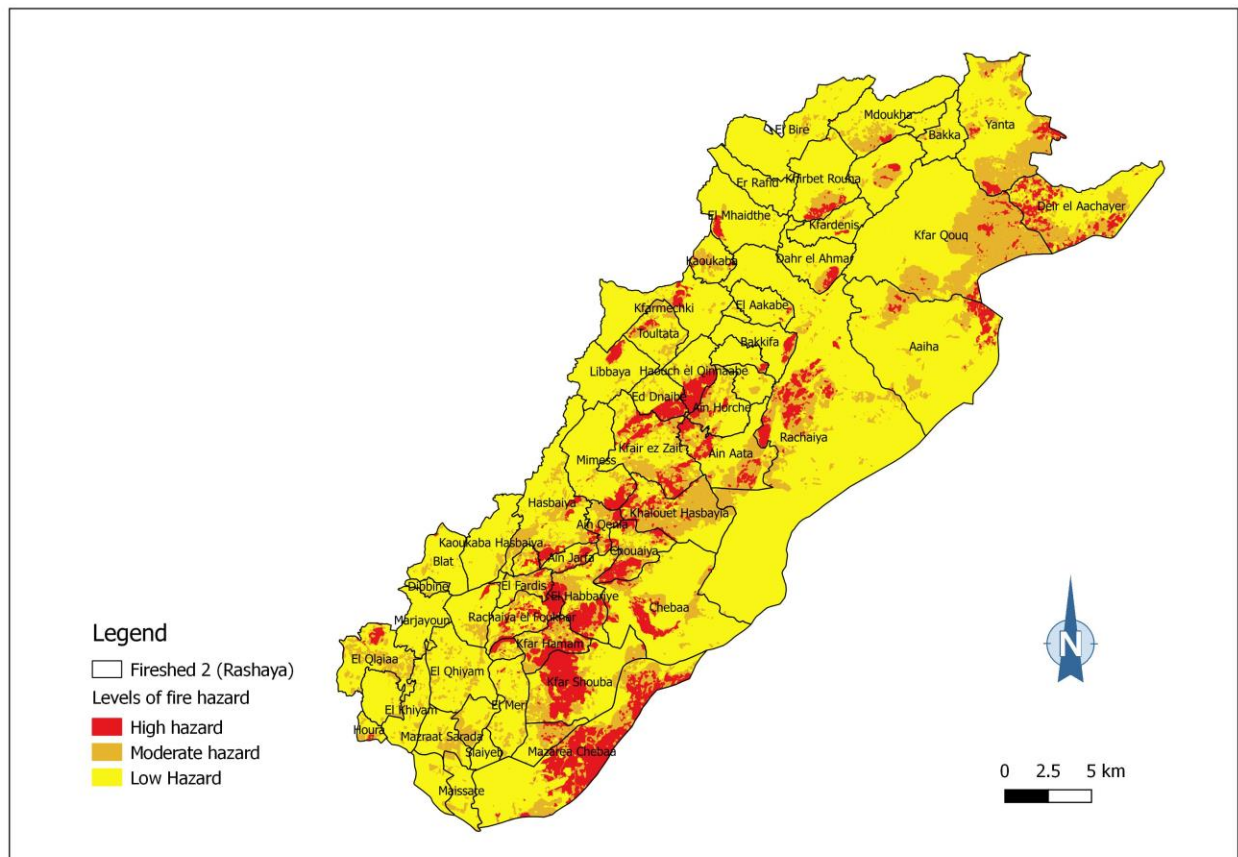 El Bire
Mdoukha
Bakka
Yanta
Er Rafid
Khirbet Rouha
Deir el Aachayer
El Mhaidthe
Kfardenis
Kfar Qouq
Kaoukaba
Dahr el Ahmar
Kfarmechki
El Aakabe
Toultata
Bakkifa
Aaiha
Libbaya
Haouch el Qinnaabe
Ed Dnaibe
Ain Horche
Rachaiya
Kfair ez Zait
Ain Aata
Mimess
Hasbaiya
Khalouet Hasbayia
Ain Qenia
Kaoukaba Hasbaiya
Blat
Ain Jarfa
Chouaiya
Dibbine
El Fardis
El Habbariye
Chebaa
Marjayoun
Rachaiya el Foukhar
Kfar Hamam
El Qlaiaa
El Qhiyam
Kfar Shouba
El Khiyam
El Meri
Houra
Mazraat Sarada
Slaiyeb
Mazarea Chebaa
Maissate
Legend
Fireshed 2 (Rashaya)
Levels of fire hazard
High hazard
Moderate hazard
Low Hazard
N
0 2.5 5 km